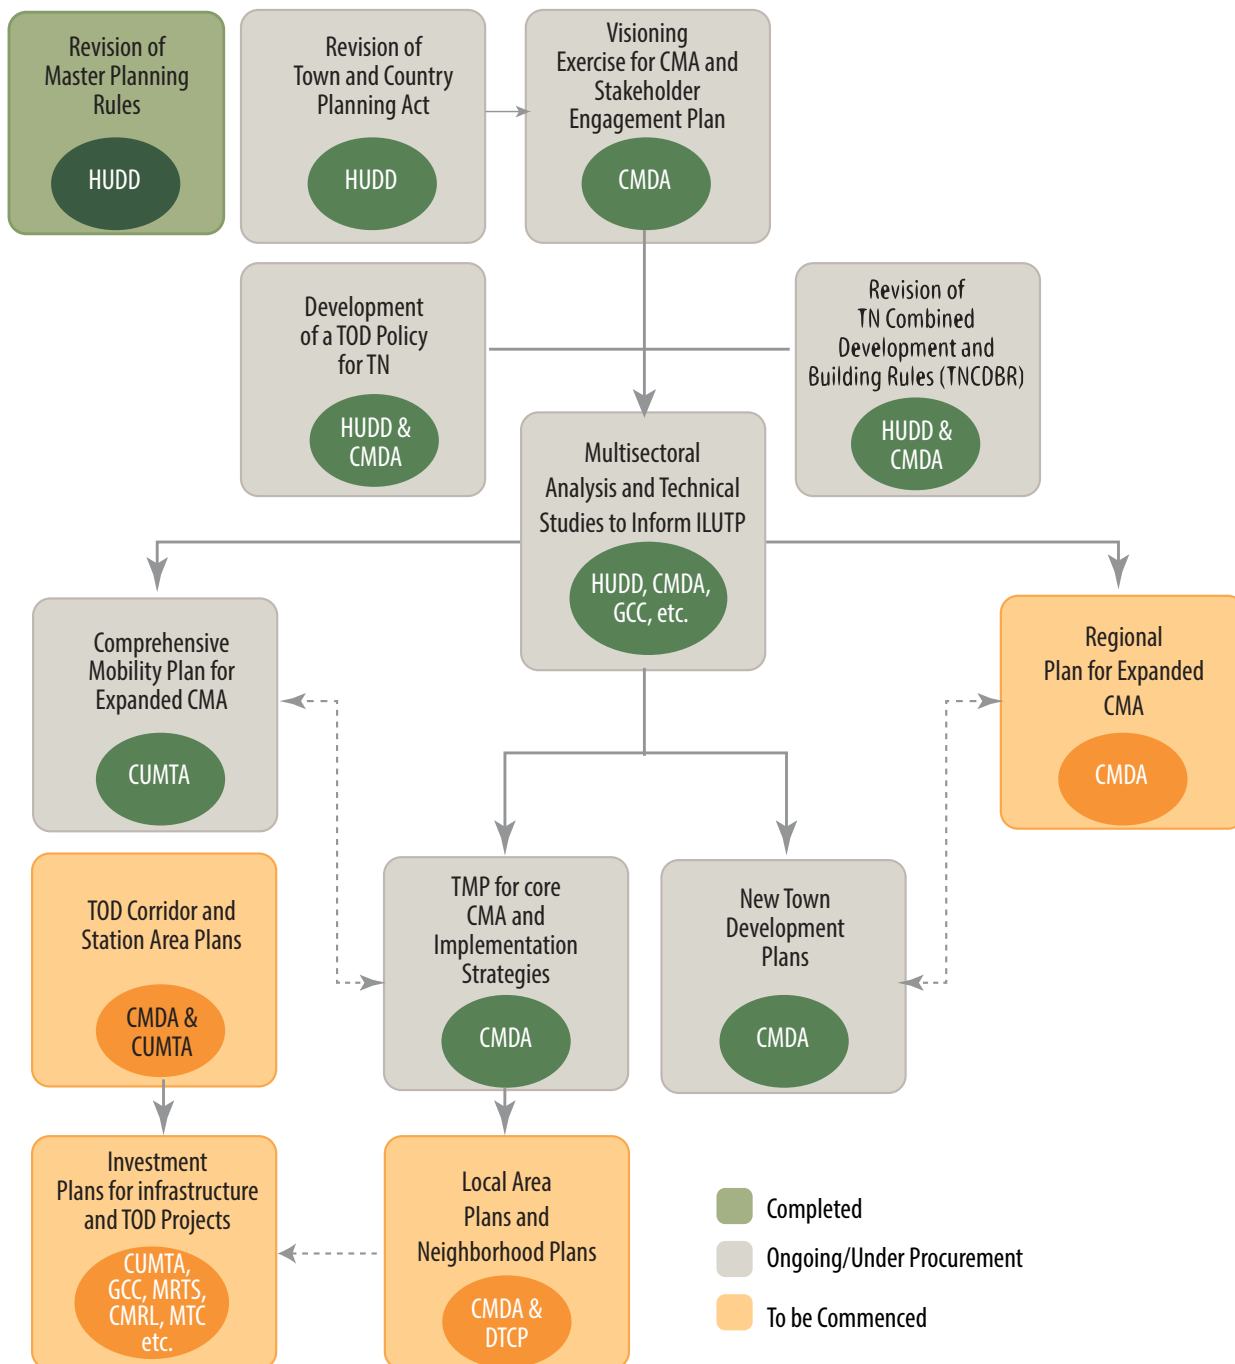 Revision of
Master Planning
Rules
HUDD
Revision of
Town and Country
Planning Act
HUDD
Visioning
Exercise for CMA and
Stakeholder
Engagement Plan
CMDA
Development
of a TOD Policy
for TN
HUDD &
CMDA
Revision of
TN Combined
Development and
Building Rules (TNCDBR)
HUDD &
CMDA
Multisectoral
Analysis and Technical
Studies to Inform ILUTP
HUDD, CMDA,
GCC, etc.
Comprehensive
Mobility Plan for
Expanded CMA
CUMTA
Regional
Plan for Expanded
CMA
CMDA
TOD Corridor and
Station Area Plans
CMDA &
CUMTA
TMP for core
CMA and
Implementation
Strategies
CMDA
New Town
Development
Plans
CMDA
Investment
Plans for infrastructure
and TOD Projects
CUMTA,
GCC, MRTS,
CMRL, MTC
etc.
Local Area
Plans and
Neighborhood Plans
CMDA &
DTCP
Completed
Ongoing/Under Procurement
To be Commenced